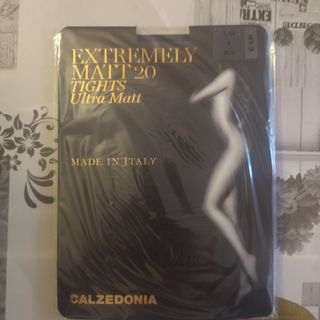 EXTREMELY
MATT 20
TIGHTS
Ultra Matt
MADE IN ITALY
CALZEDONIA